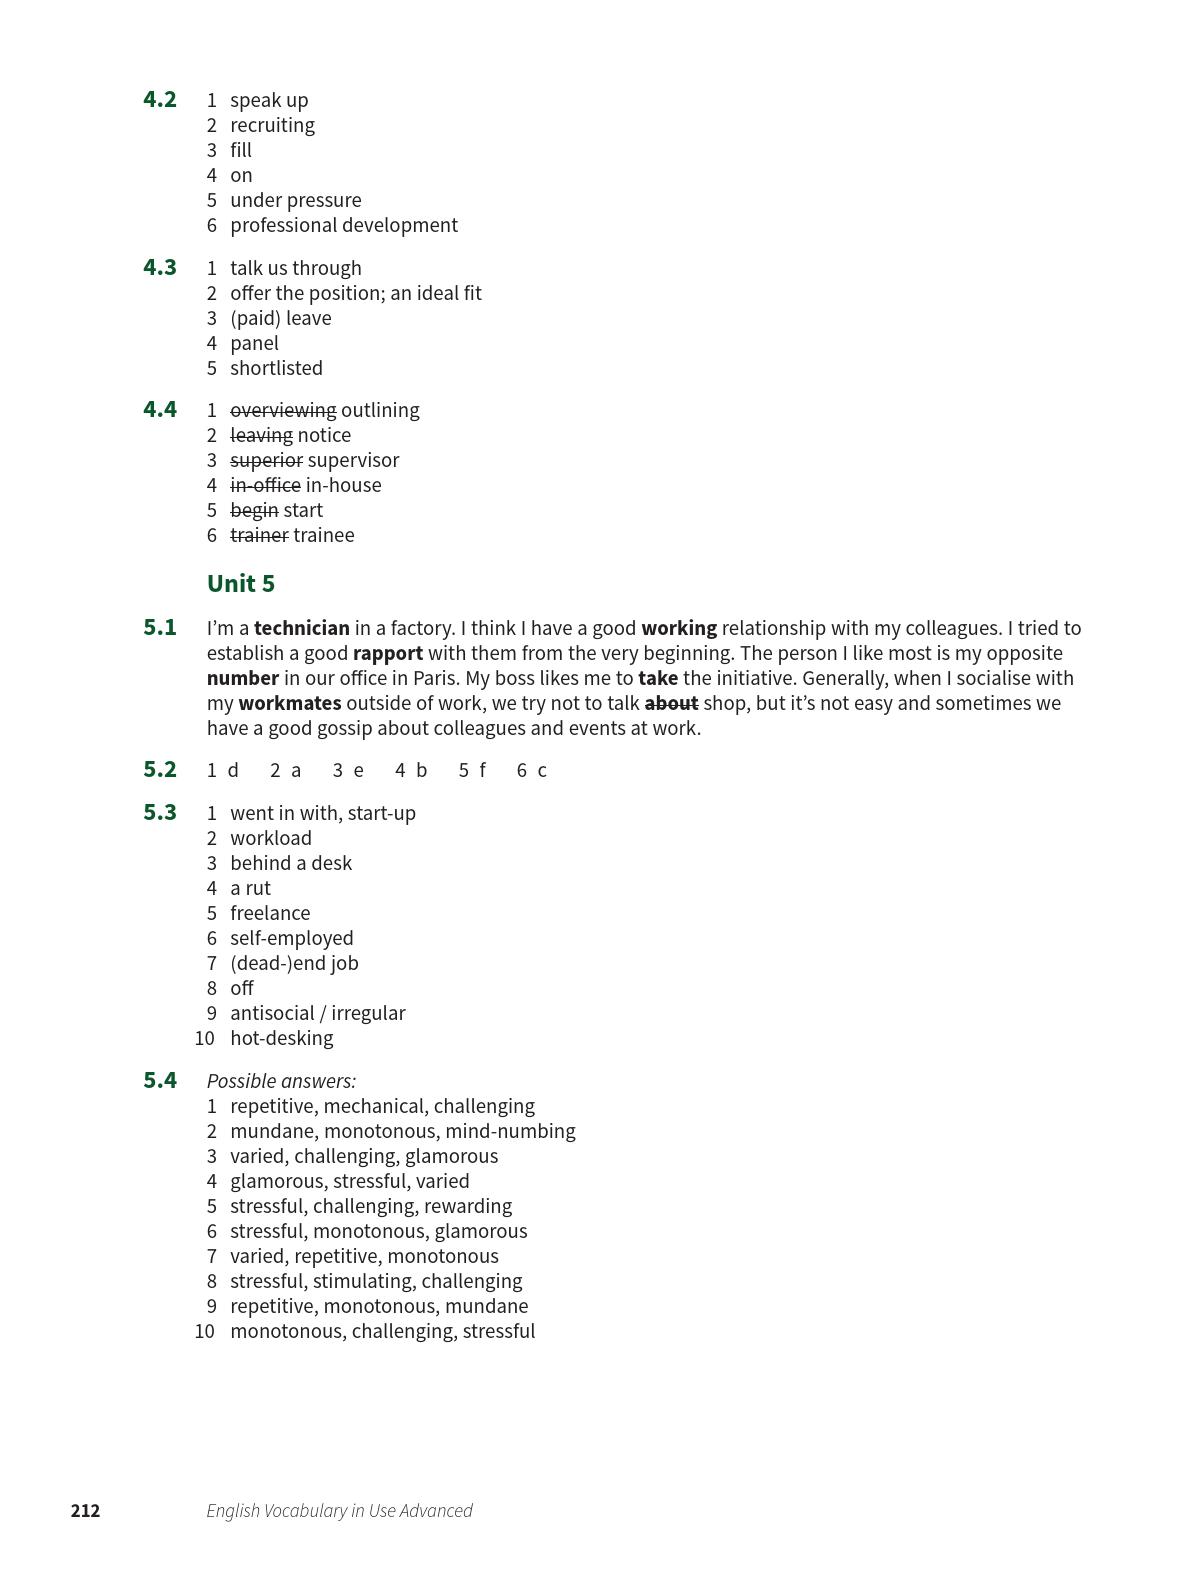 4.2 1 speak up
2 recruiting
3 fill
4 on
5 under pressure
6 professional development
4.3 1 talk us through
2 offer the position; an ideal fit
3 (paid) leave
4 panel
5 shortlisted
4.4 1 overviewing outlining
2 leaving notice
3 superior supervisor
4 in-office in-house
5 begin start
6 trainer trainee
Unit 5
5.1 I’m a technician in a factory. I think I have a good working relationship with my colleagues. I tried to
establish a good rapport with them from the very beginning. The person I like most is my opposite
number in our office in Paris. My boss likes me to take the initiative. Generally, when I socialise with
my workmates outside of work, we try not to talk about shop, but it’s not easy and sometimes we
have a good gossip about colleagues and events at work.
5.2 1 d 2 a 3 e 4 b 5 f 6 c
5.3 1 went in with, start-up
2 workload
3 behind a desk
4 a rut
5 freelance
6 self-employed
7 (dead-)end job
8 off
9 antisocial / irregular
10 hot-desking
5.4 Possible answers:
1 repetitive, mechanical, challenging
2 mundane, monotonous, mind-numbing
3 varied, challenging, glamorous
4 glamorous, stressful, varied
5 stressful, challenging, rewarding
6 stressful, monotonous, glamorous
7 varied, repetitive, monotonous
8 stressful, stimulating, challenging
9 repetitive, monotonous, mundane
10 monotonous, challenging, stressful
212 English Vocabulary in Use Advanced